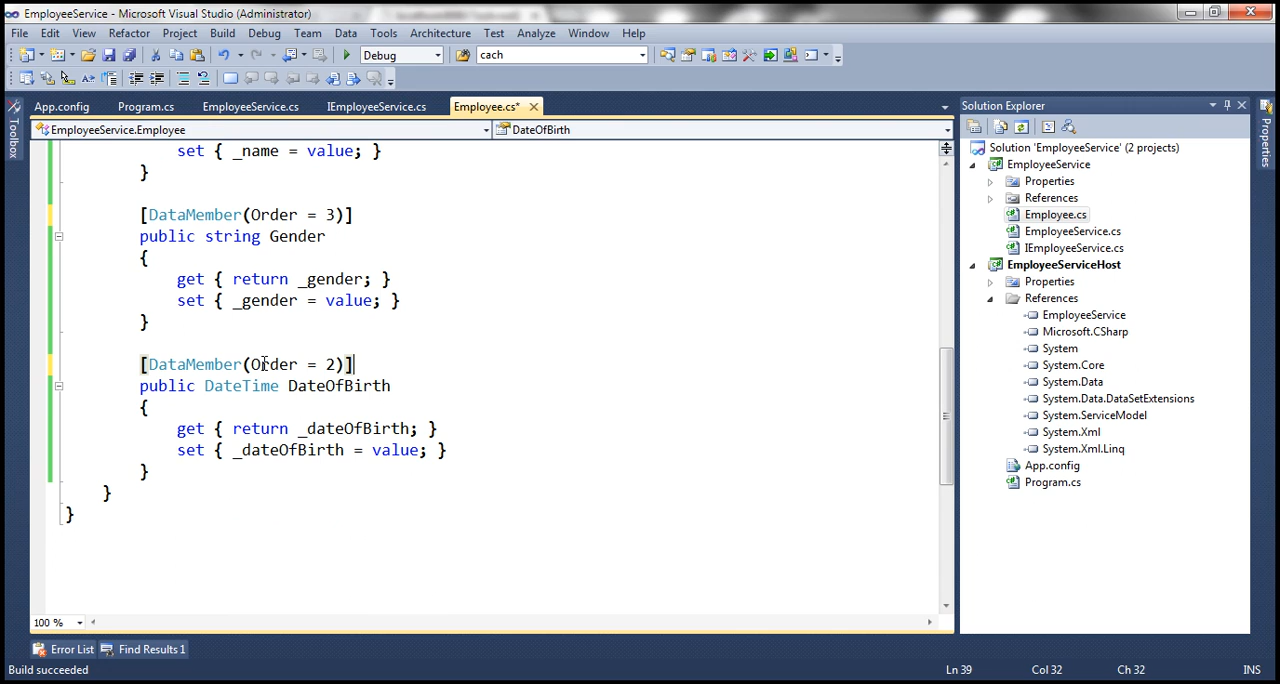 EmployeeService - Microsoft Visual Studio (Administrator)
File Edit View Refactor Project Build Debug Team Data Tools Architecture Test Analyze Window Help
Debug cach
App.config Program.cs EmployeeService.cs IEmployeeService.cs Employee.cs*
EmployeeService.Employee DateOfBirth
set { _name = value; }
}
[DataMember(Order = 3)]
public string Gender
{
get { return _gender; }
set { _gender = value; }
}
[DataMember(Order = 2)]
public DateTime DateOfBirth
{
get { return _dateOfBirth; }
set { _dateOfBirth = value; }
}
}
}
100 %
Toolbox
Solution Explorer
Solution 'EmployeeService' (2 projects)
EmployeeService
Properties
References
Employee.cs
EmployeeService.cs
IEmployeeService.cs
EmployeeServiceHost
Properties
References
EmployeeService
Microsoft.CSharp
System
System.Core
System.Data
System.Data.DataSetExtensions
System.ServiceModel
System.Xml
System.Xml.Linq
App.config
Program.cs
Properties
Error List Find Results 1
Build succeeded Ln 39 Col 32 Ch 32 INS